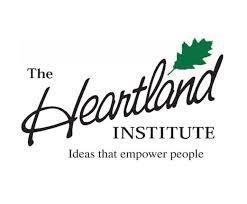 The
Heartland
INSTITUTE
Ideas that empower people